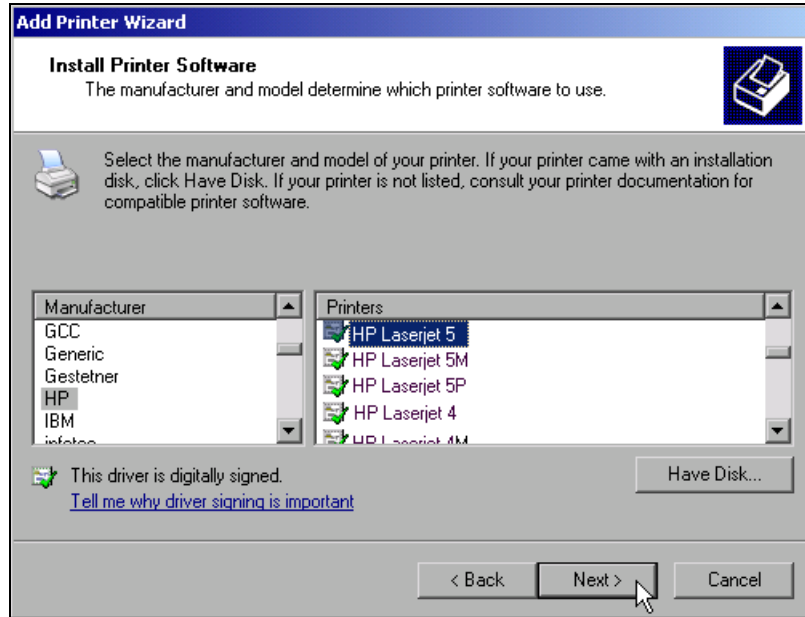 Add Printer Wizard
Install Printer Software
The manufacturer and model determine which printer software to use.
Select the manufacturer and model of your printer. If your printer came with an installation
disk, click Have Disk. If your printer is not listed, consult your printer documentation for
compatible printer software.
Manufacturer
GCC
Generic
Gestetner
HP
IBM
Printers
HP Laserjet 5
HP Laserjet 5M
HP Laserjet 5P
HP Laserjet 4
HP Laserjet 4M
This driver is digitally signed.
Tell me why driver signing is important
Have Disk...
< Back
Next >
Cancel